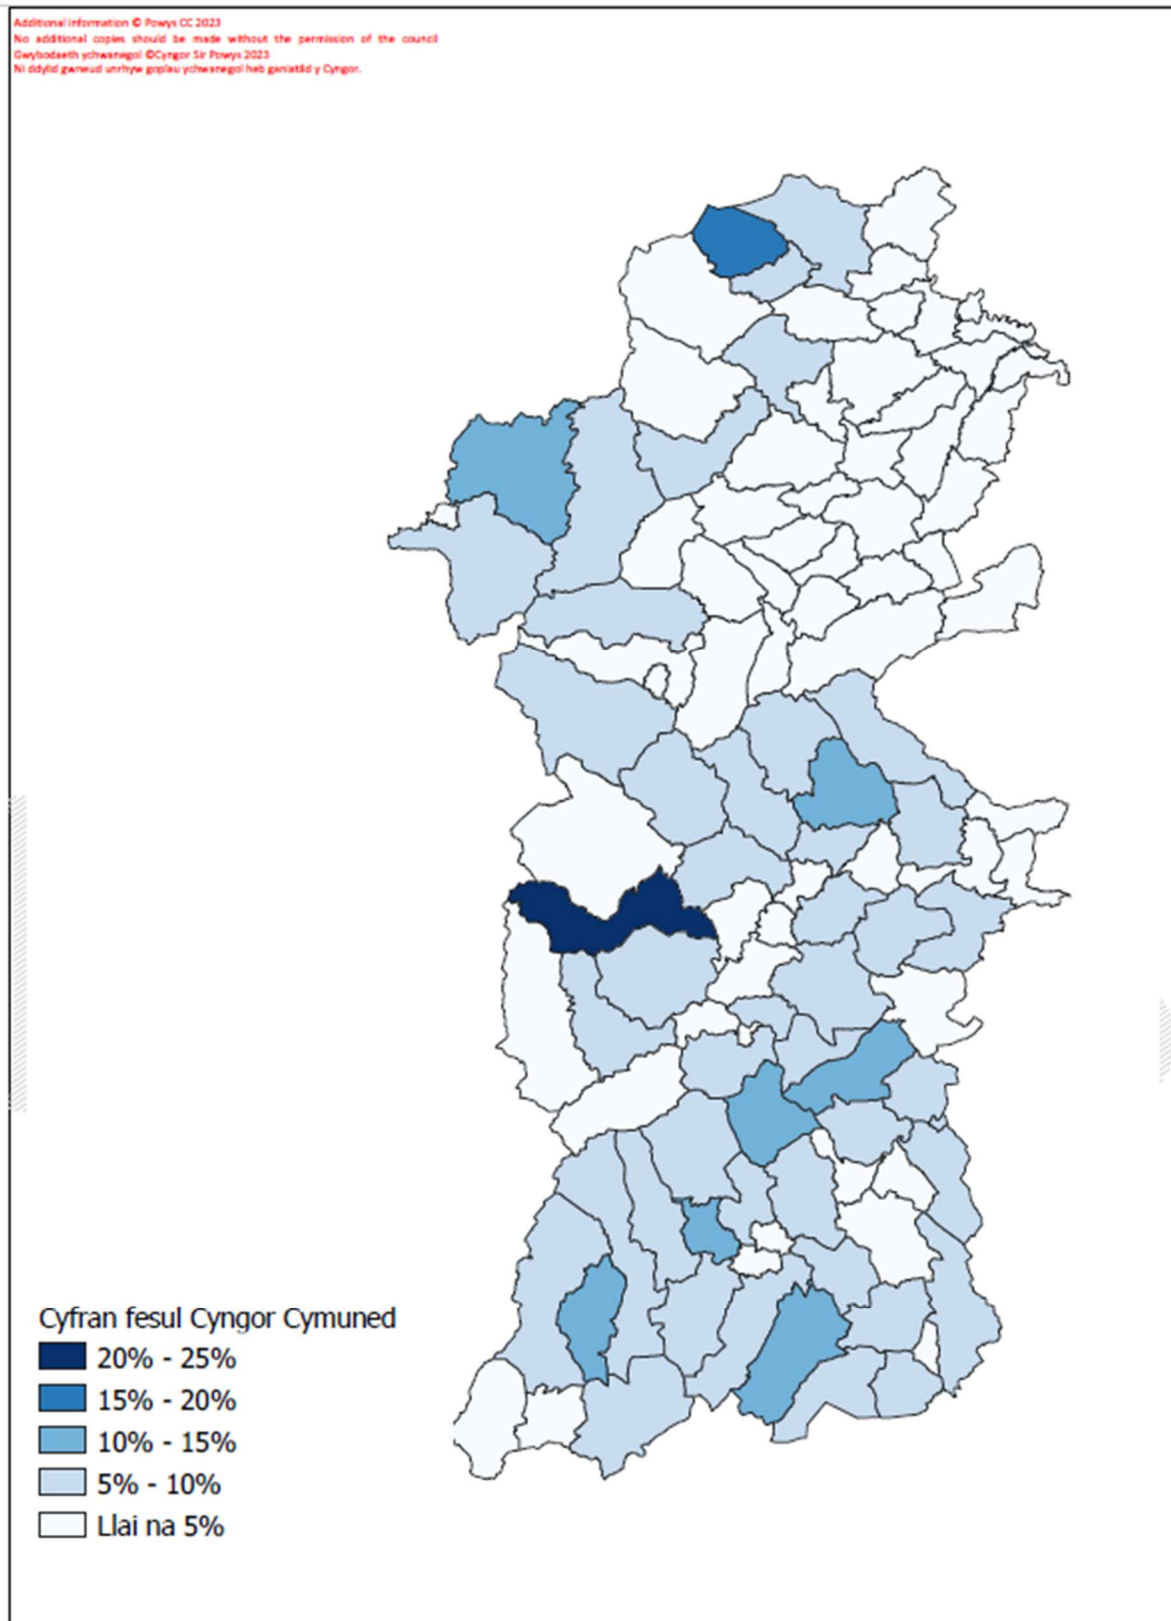 Additional Information © Powys CC 2023
No additional copies should be made without the permission of the council
Gwybodaeth ychwanegol ©Cyngor Sir Powys 2023
Ni ddylid gwneud unrhyw gopïau ychwanegol heb ganiatâd y Cyngor.
Cyfran fesul Cyngor Cymuned
20% - 25%
15% - 20%
10% - 15%
5% - 10%
Llai na 5%